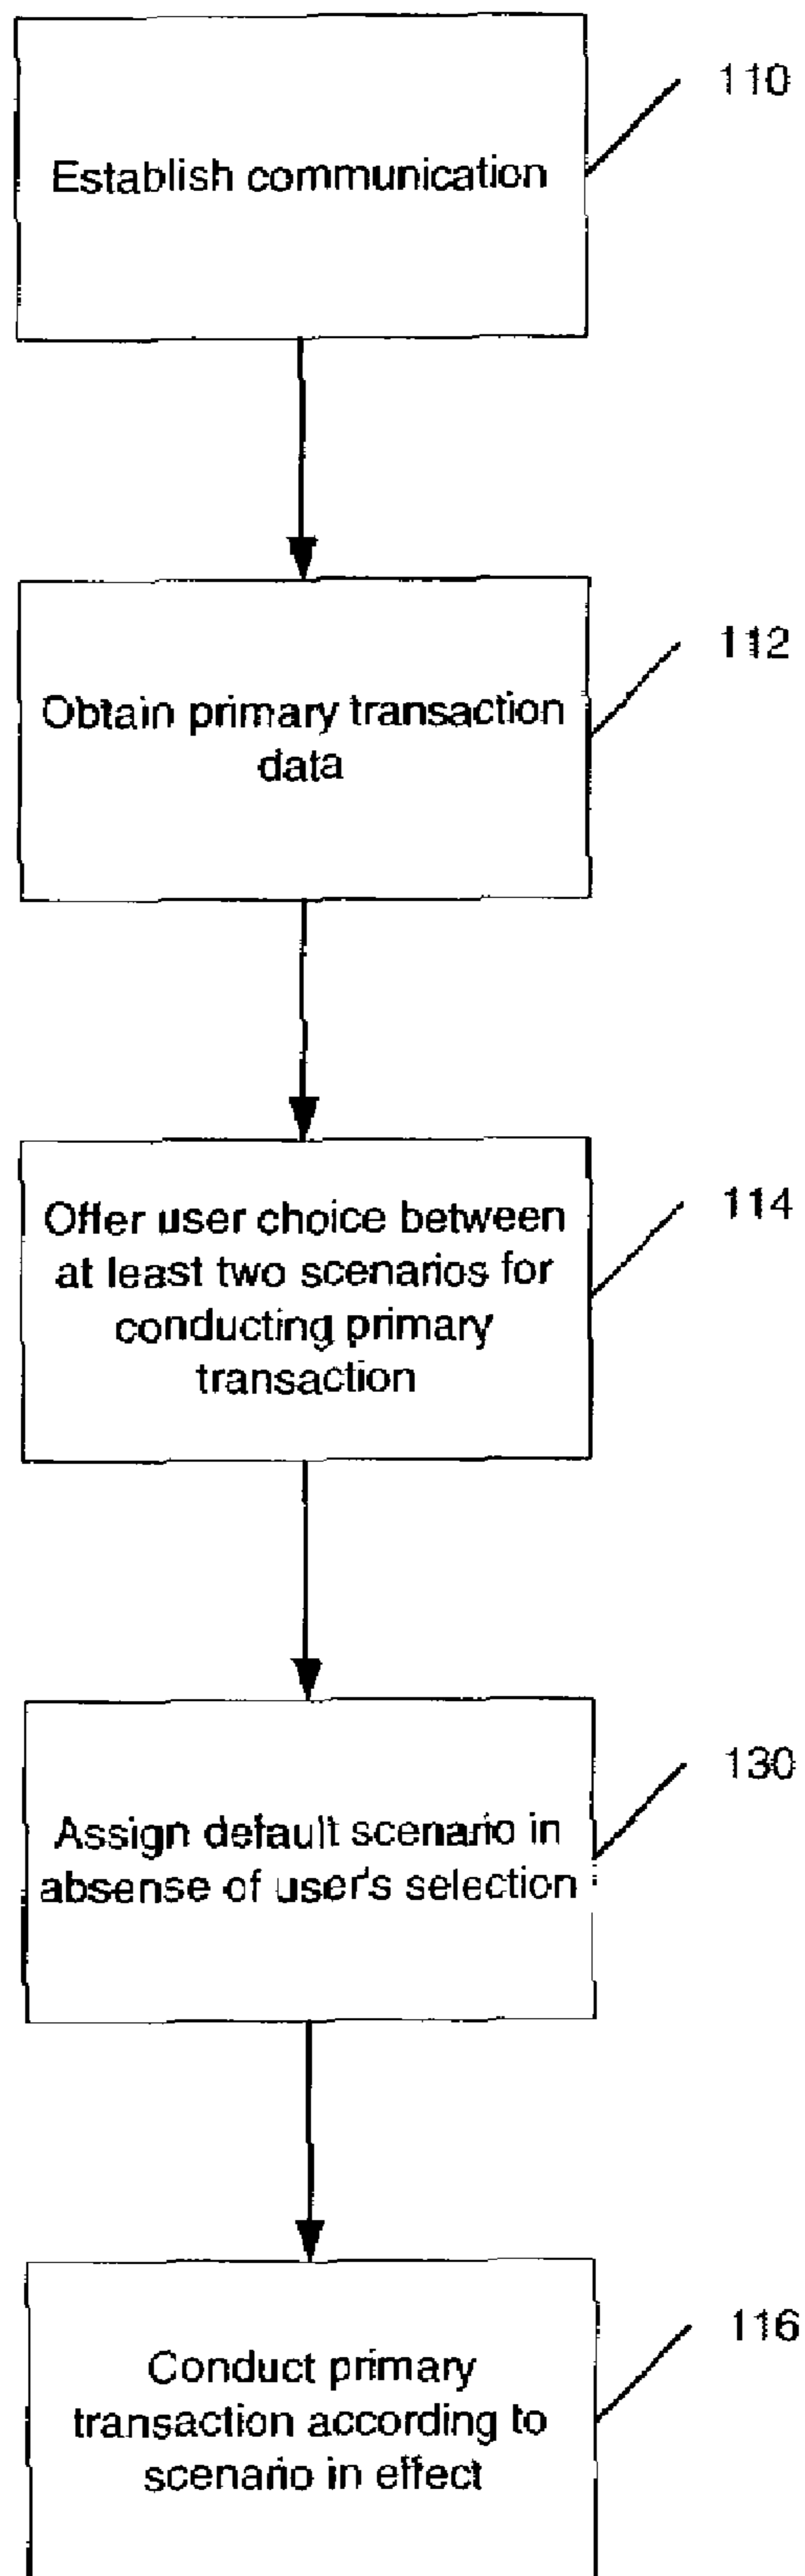 110
Establish communication
112
Obtain primary transaction
data
114
Offer user choice between
at least two scenarios for
conducting primary
transaction
130
Assign default scenario in
absense of user's selection
116
Conduct primary
transaction according to
scenario in effect